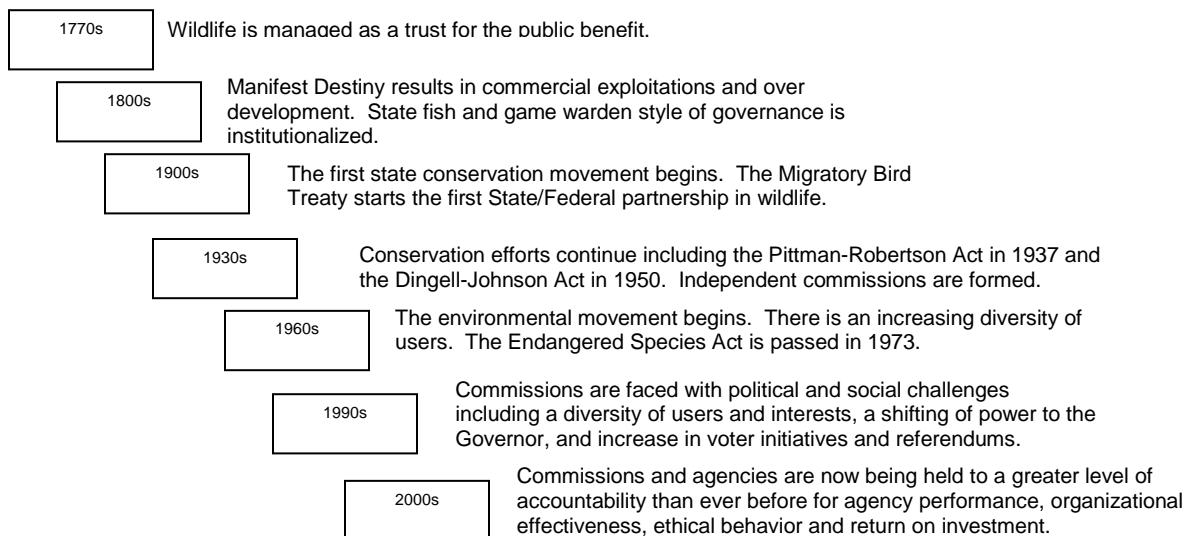 1770s
Wildlife is managed as a trust for the public benefit.
1800s
Manifest Destiny results in commercial exploitations and over
development. State fish and game warden style of governance is
institutionalized.
1900s
The first state conservation movement begins. The Migratory Bird
Treaty starts the first State/Federal partnership in wildlife.
1930s
Conservation efforts continue including the Pittman-Robertson Act in 1937 and
the Dingell-Johnson Act in 1950. Independent commissions are formed.
1960s
The environmental movement begins. There is an increasing diversity of
users. The Endangered Species Act is passed in 1973.
1990s
Commissions are faced with political and social challenges
including a diversity of users and interests, a shifting of power to the
Governor, and increase in voter initiatives and referendums.
2000s
Commissions and agencies are now being held to a greater level of
accountability than ever before for agency performance, organizational
effectiveness, ethical behavior and return on investment.